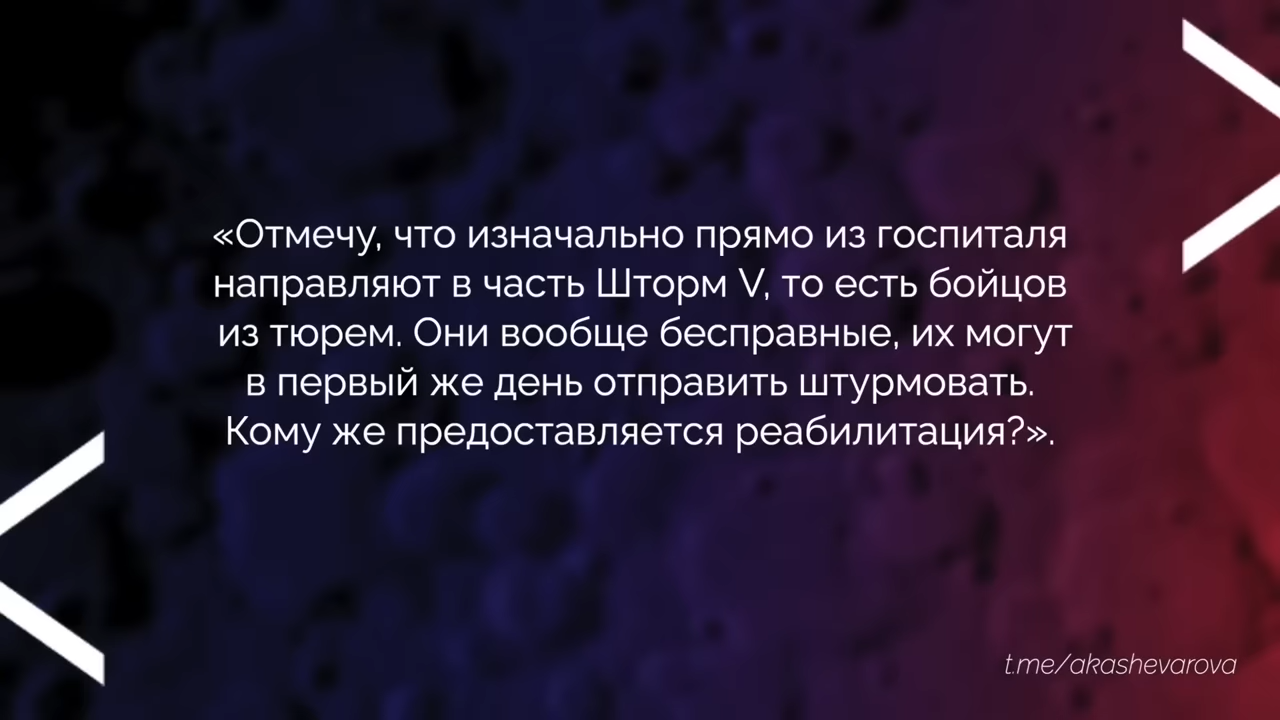 «Отмечу, что изначально прямо из госпиталя
направляют в часть Шторм V, то есть бойцов
из тюрем. Они вообще бесправные, их могут
в первый же день отправить штурмовать.
Кому же предоставляется реабилитация?».
t.me/akashevarova